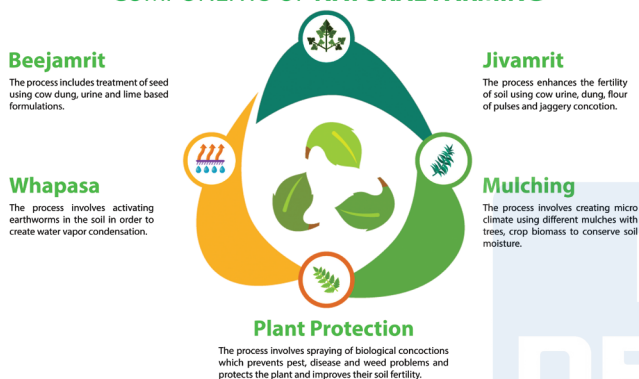 COMPONENTS OF NATURAL FARMING
Beejamrit
The process includes treatment of seed
using cow dung, urine and lime based
formulations.
Jivamrit
The process enhances the fertility
of soil using cow urine, dung, flour
of pulses and jaggery concotion.
Whapasa
The process involves activating
earthworms in the soil in order to
create water vapor condensation.
Mulching
The process involves creating micro
climate using different mulches with
trees, crop biomass to conserve soil
moisture.
Plant Protection
The process involves spraying of biological concoctions
which prevents pest, disease and weed problems and
protects the plant and improves their soil fertility.